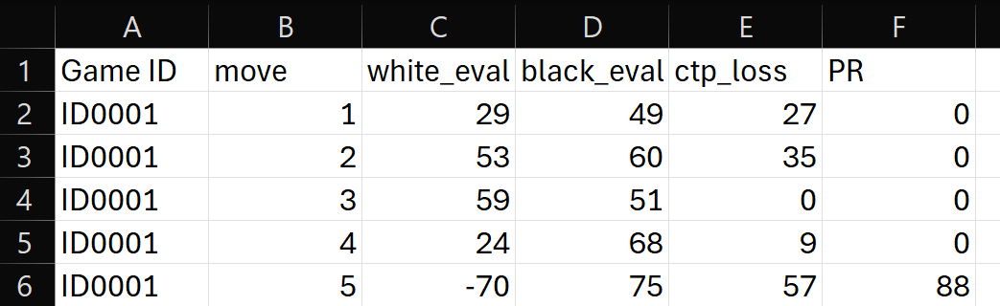 A B C D E F
1 Game ID move white_eval black_eval ctp_loss PR
2 ID0001 1 29 49 27 0
3 ID0001 2 53 60 35 0
4 ID0001 3 59 51 0 0
5 ID0001 4 24 68 9 0
6 ID0001 5 -70 75 57 88